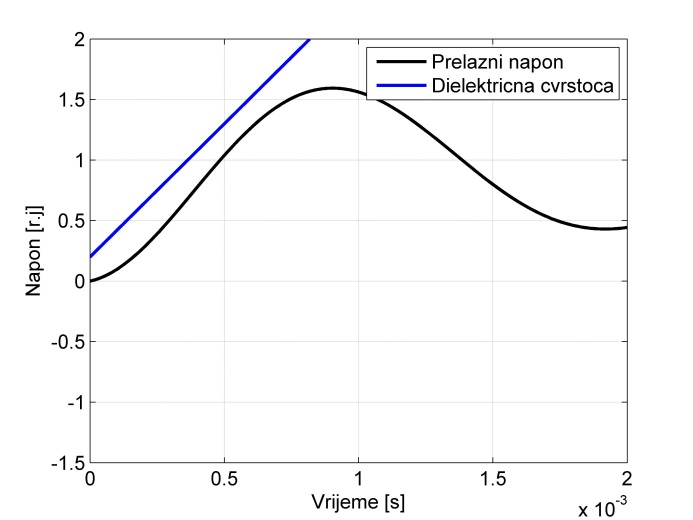 Prelazni napon
Dielektricna cvrstoca
Napon [r.j]
2
1.5
1
0.5
0
-0.5
-1
-1.5
0
0.5
1
1.5
2
Vrijeme [s]
x 10-3